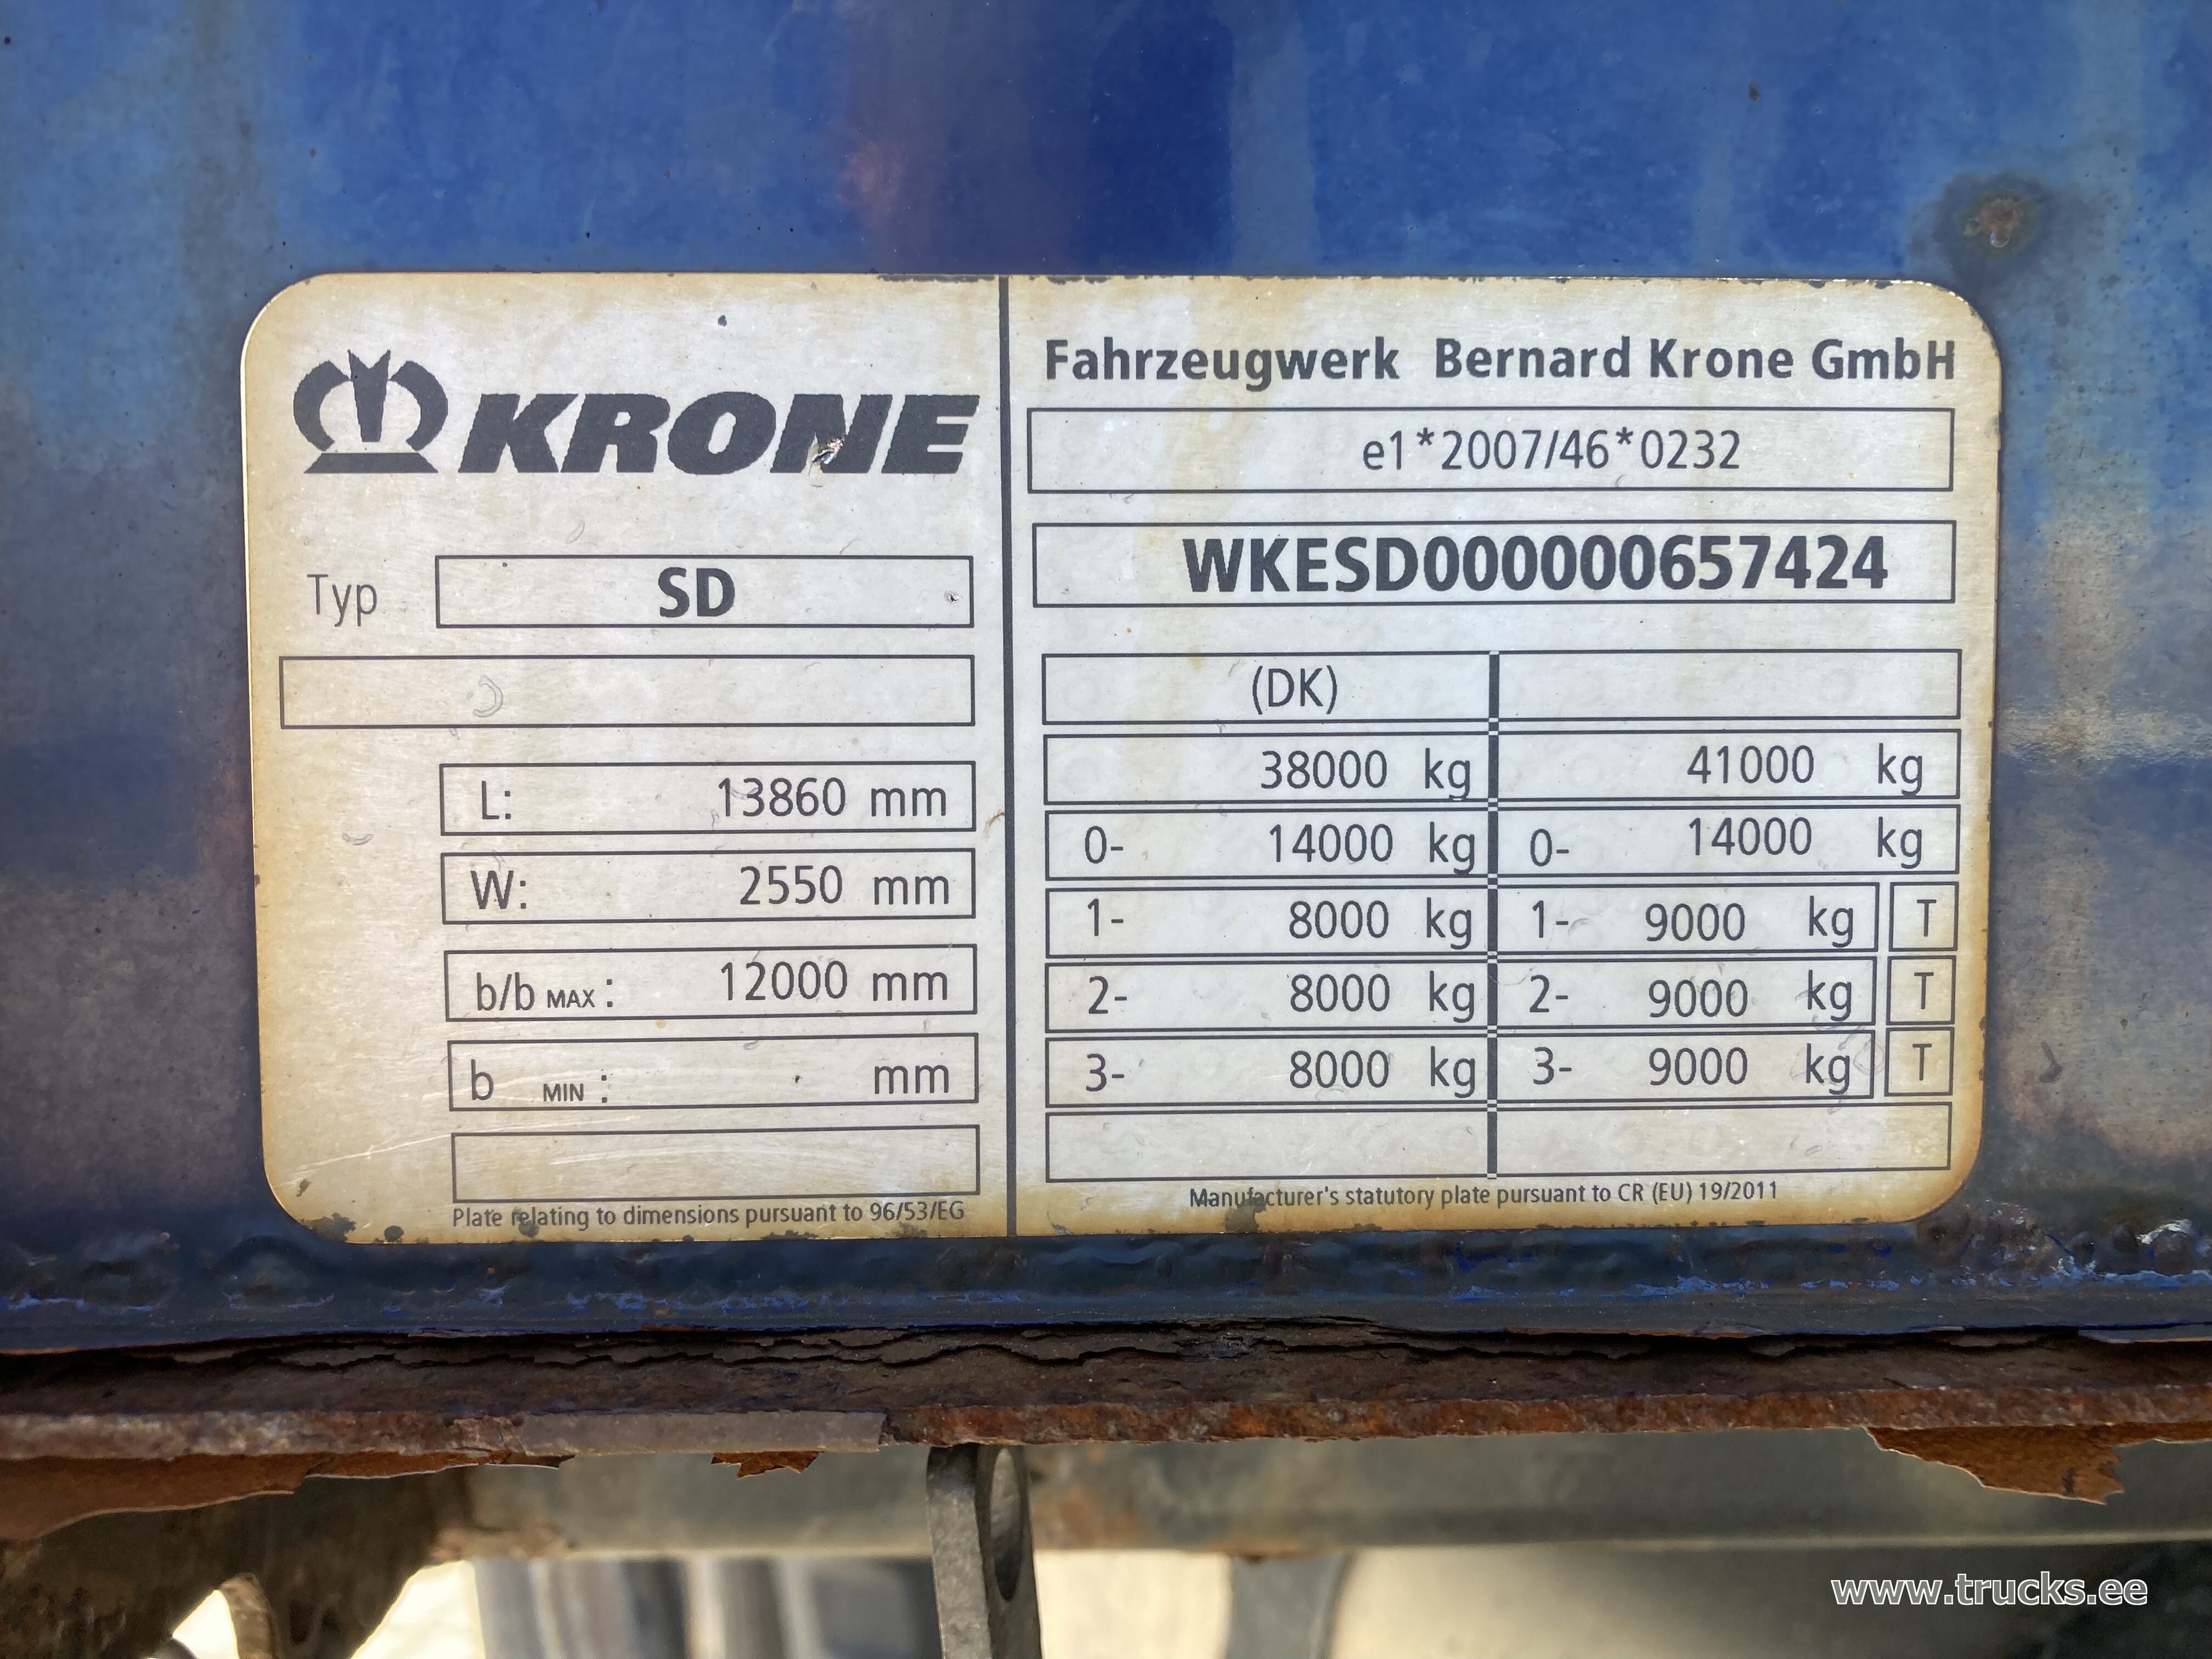 KRONE
Typ SD
L: 13860 mm
W: 2550 mm
b/b MAX : 12000 mm
b MIN : mm
Plate relating to dimensions pursuant to 96/53/EG
Fahrzeugwerk Bernard Krone GmbH
e1*2007/46*0232
WKESD000000657424
(DK)
38000 kg 41000 kg
0- 14000 kg 0- 14000 kg
1- 8000 kg 1- 9000 kg T
2- 8000 kg 2- 9000 kg T
3- 8000 kg 3- 9000 kg T
Manufacturer's statutory plate pursuant to CR (EU) 19/2011
www.trucks.ee